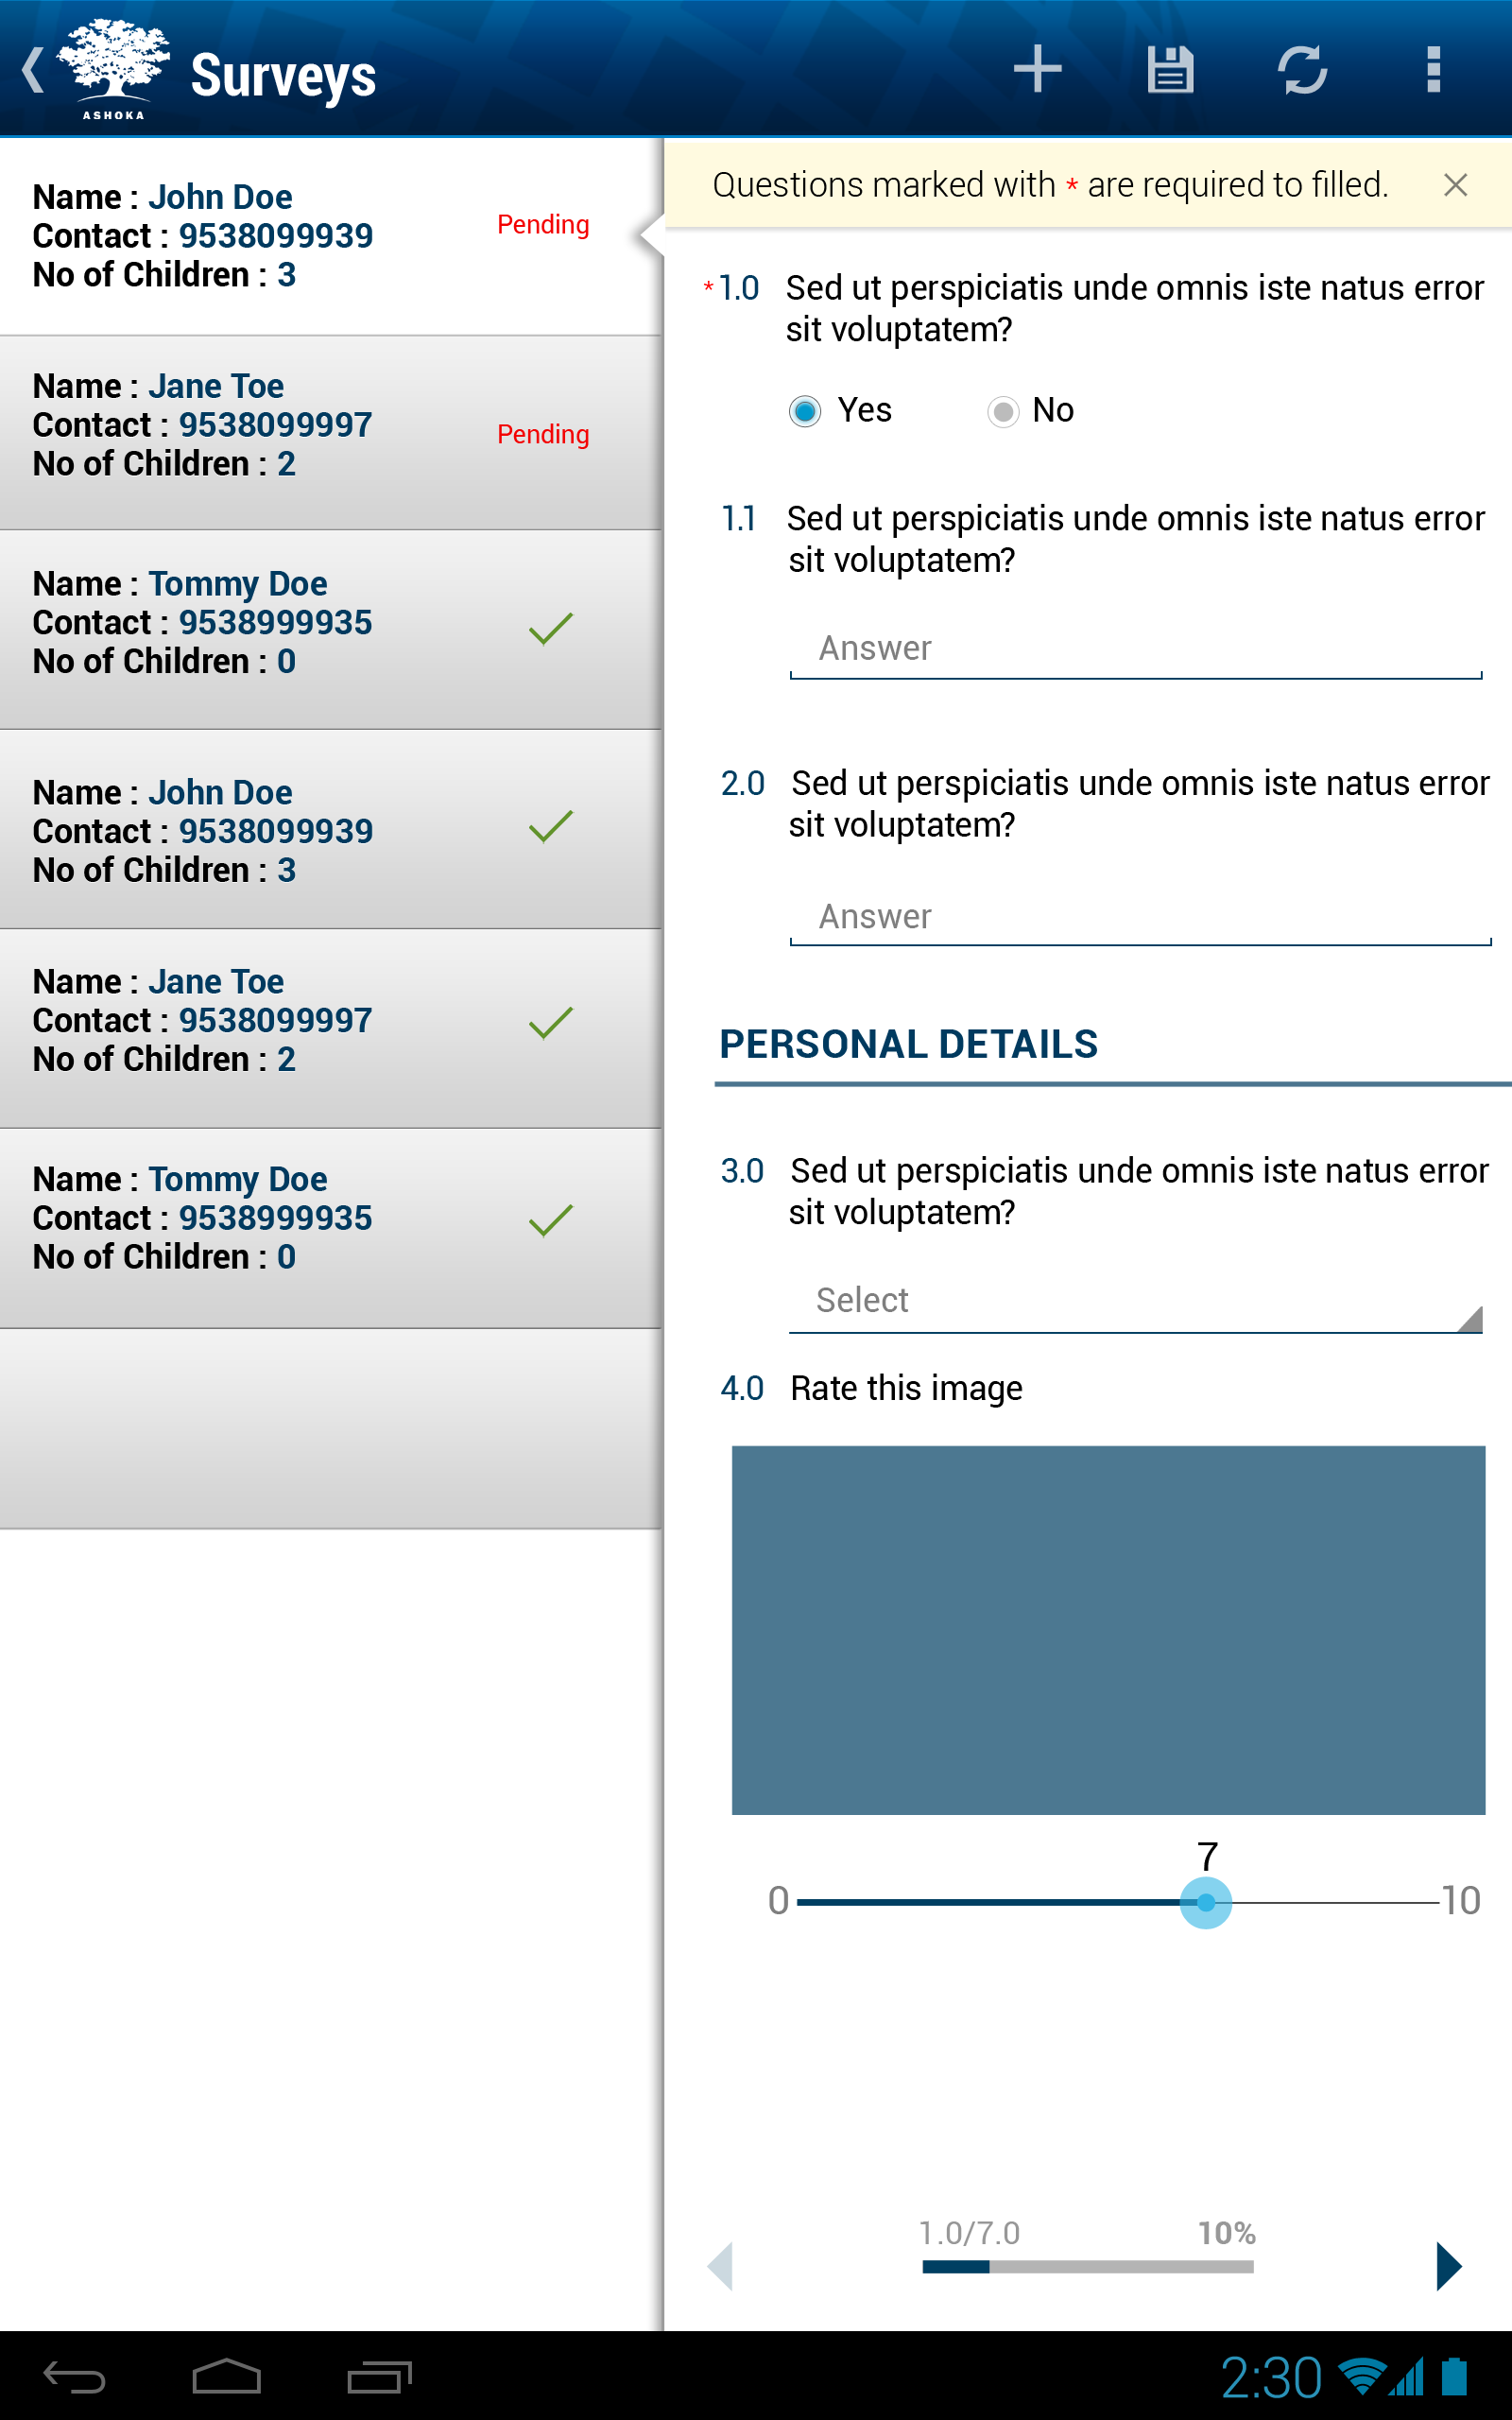 ASHOKA
Surveys
Name : John Doe
Contact : 9538099939
No of Children : 3
Pending
Name : Jane Toe
Contact : 9538099997
No of Children : 2
Pending
Name : Tommy Doe
Contact : 9538999935
No of Children : 0
Name : John Doe
Contact : 9538099939
No of Children : 3
Name : Jane Toe
Contact : 9538099997
No of Children : 2
Name : Tommy Doe
Contact : 9538999935
No of Children : 0
Questions marked with * are required to filled.
*1.0 Sed ut perspiciatis unde omnis iste natus error
sit voluptatem?
Yes No
1.1 Sed ut perspiciatis unde omnis iste natus error
sit voluptatem?
Answer
2.0 Sed ut perspiciatis unde omnis iste natus error
sit voluptatem?
Answer
PERSONAL DETAILS
3.0 Sed ut perspiciatis unde omnis iste natus error
sit voluptatem?
Select
4.0 Rate this image
7
0 10
1.0/7.0 10%
2:30